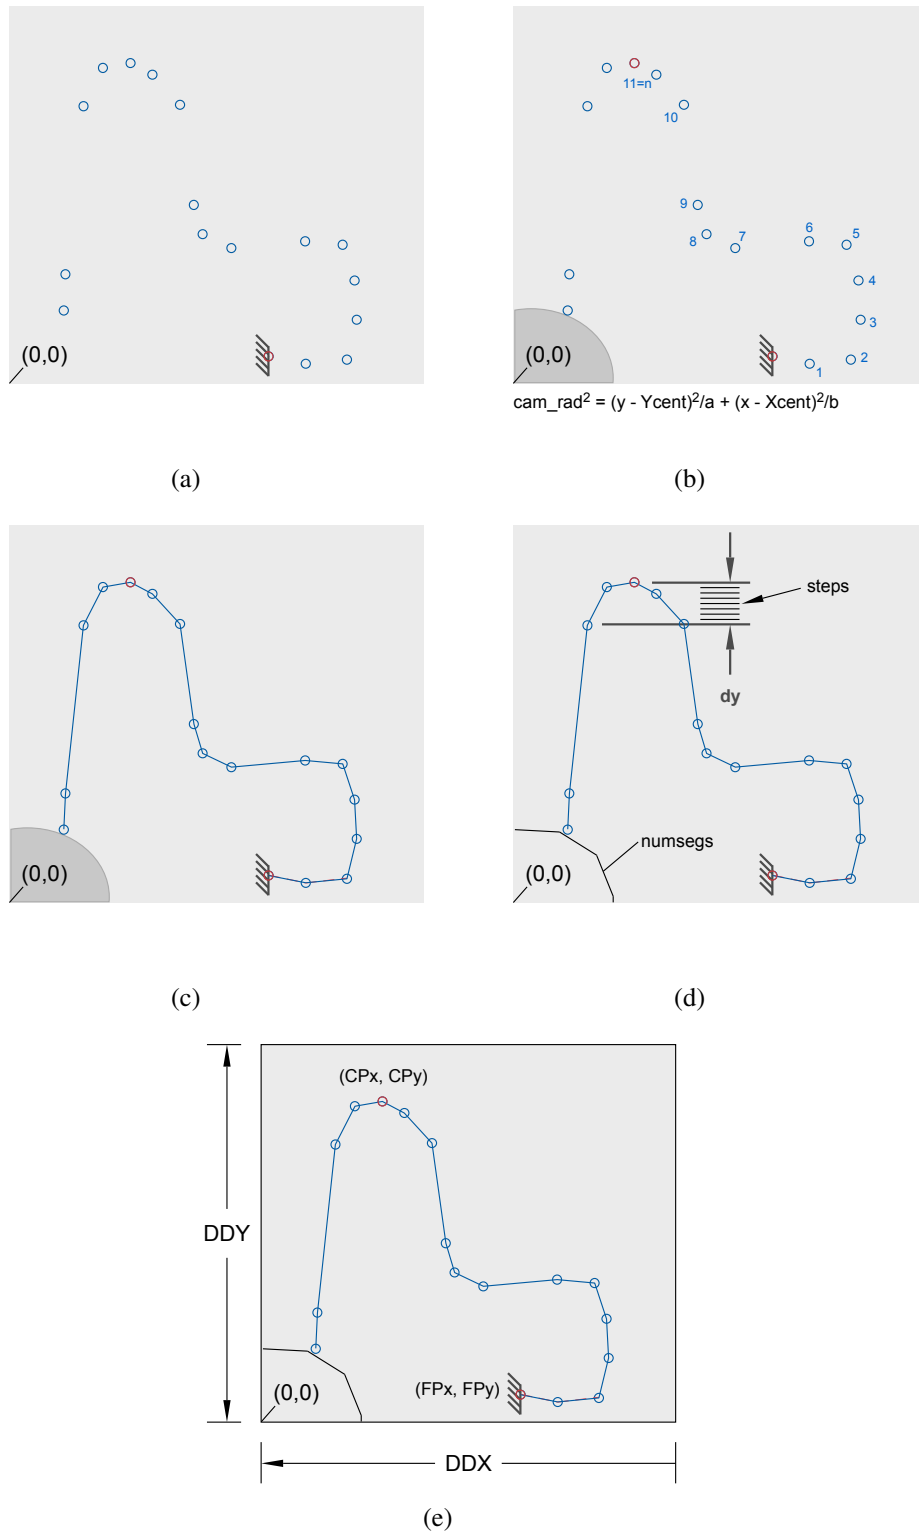 (0,0)
(a)
11=n
10
9
8
7
6
5
4
3
2
1
(0,0)
cam_rad² = (y - Ycent)²/a + (x - Xcent)²/b
(b)
(0,0)
(c)
steps
dy
numsegs
(0,0)
(d)
(CPx, CPy)
DDY
(FPx, FPy)
(0,0)
DDX
(e)